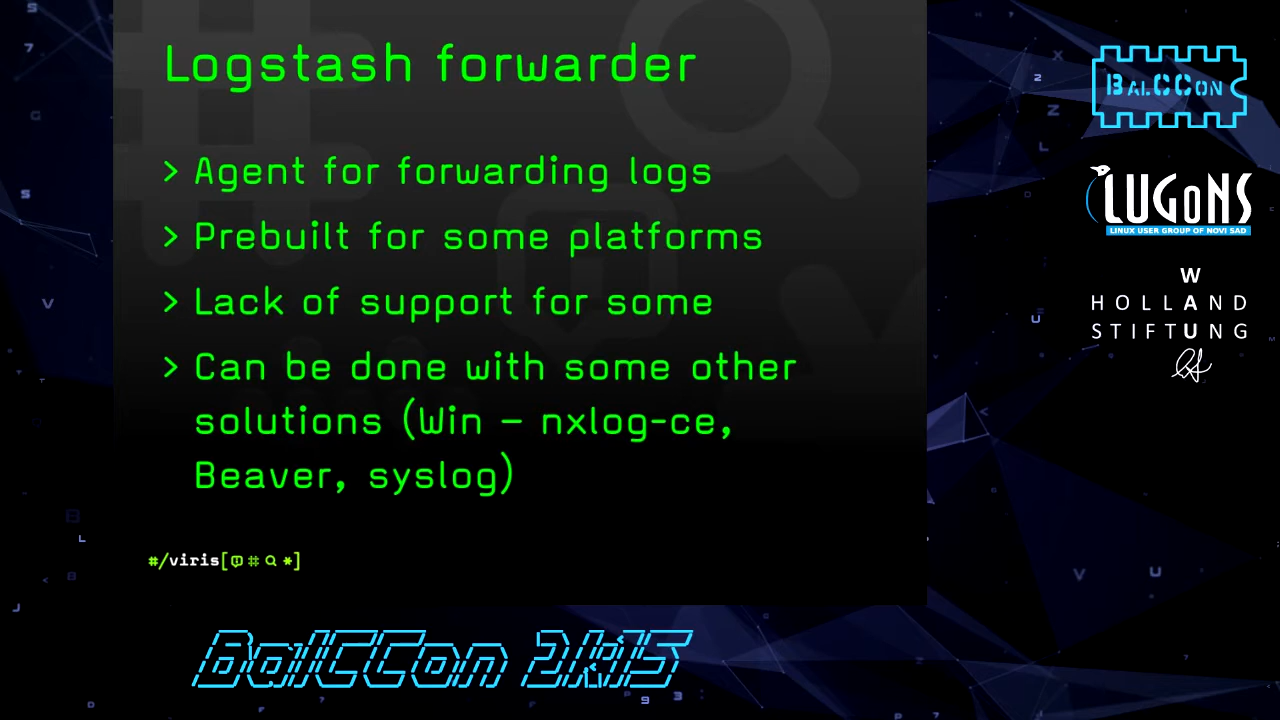 Logstash forwarder
> Agent for forwarding logs
> Prebuilt for some platforms
> Lack of support for some
> Can be done with some other
solutions (Win – nxlog-ce,
Beaver, syslog)
#/viris[ # *]
BalCCon 2k15
BALCCON
LUGoNS
LINUX USER GROUP OF NOVI SAD
W
HOLLAND
STIFTUNG